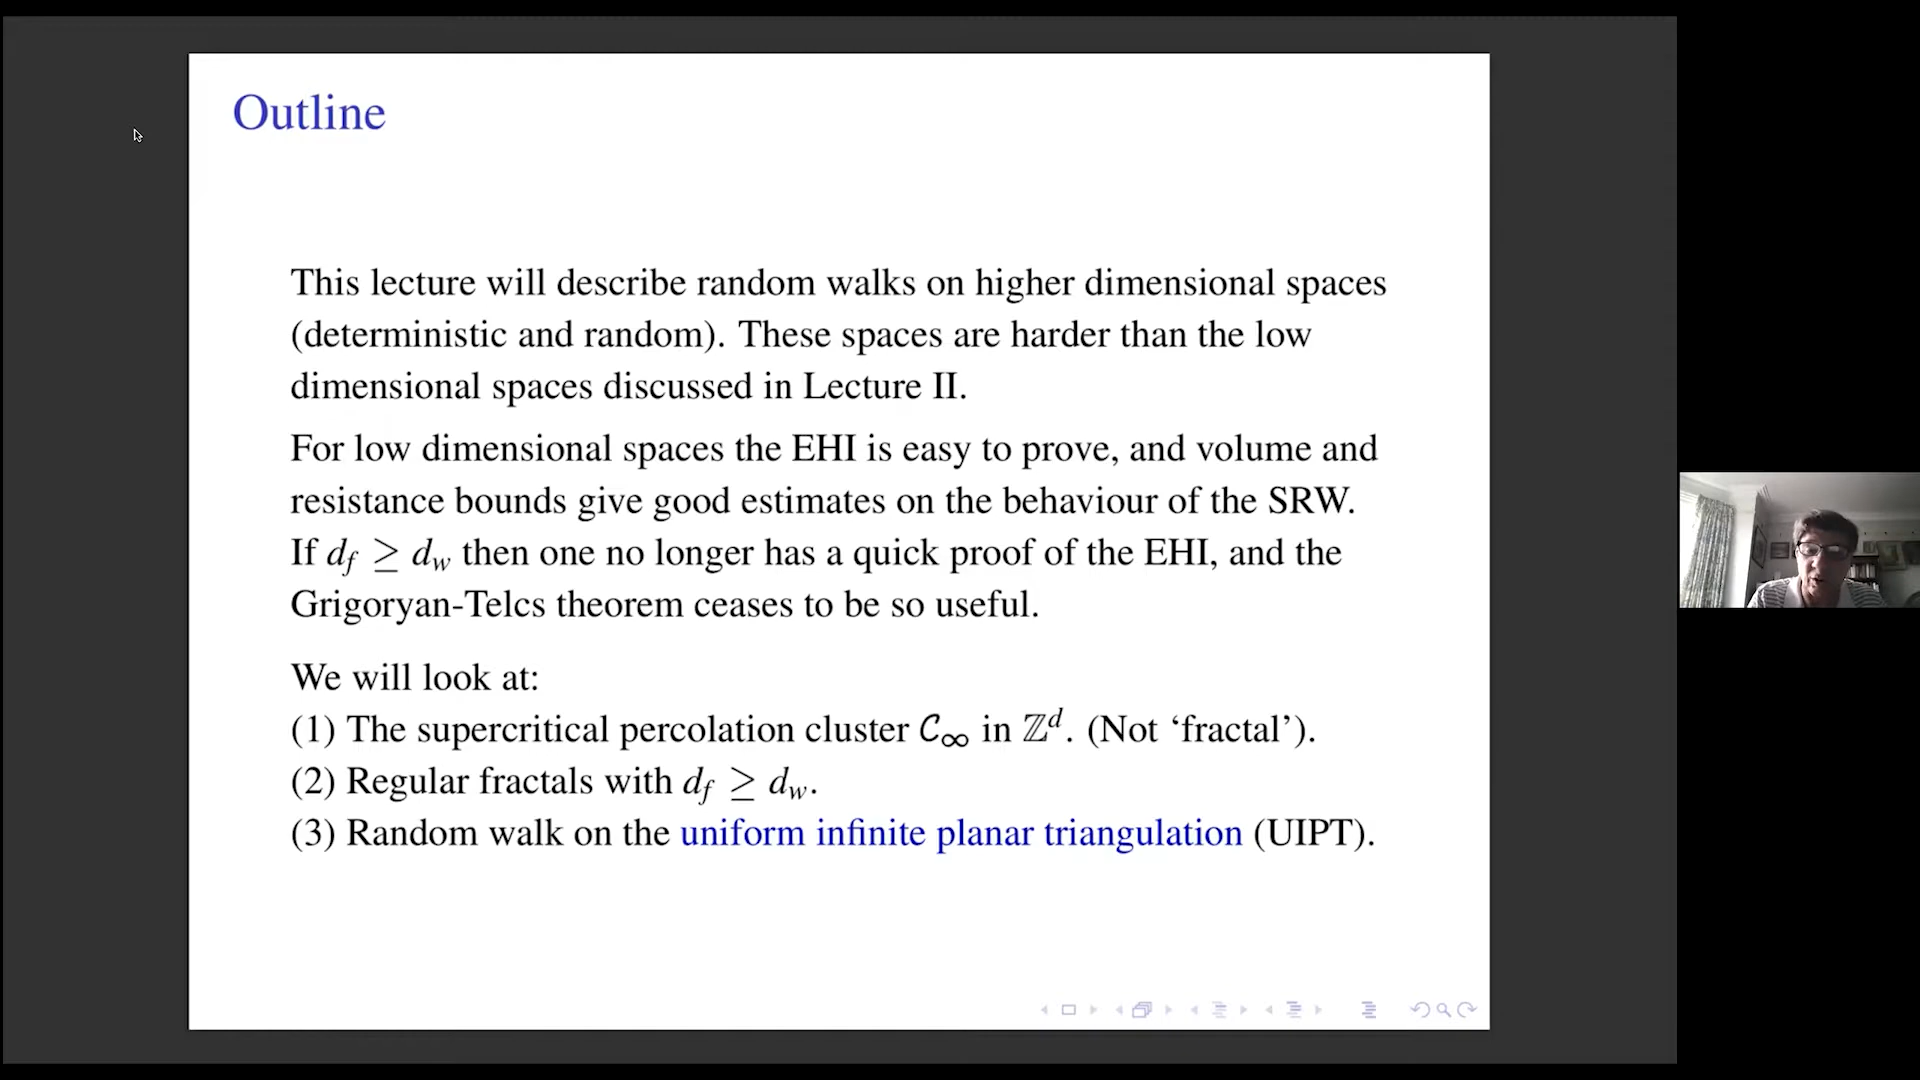 Outline
This lecture will describe random walks on higher dimensional spaces
(deterministic and random). These spaces are harder than the low
dimensional spaces discussed in Lecture II.
For low dimensional spaces the EHI is easy to prove, and volume and
resistance bounds give good estimates on the behaviour of the SRW.
If $d_f \geq d_w$ then one no longer has a quick proof of the EHI, and the
Grigoryan-Telcs theorem ceases to be so useful.
We will look at:
(1) The supercritical percolation cluster $\mathcal{C}_\infty$ in $\mathbb{Z}^d$. (Not ‘fractal’).
(2) Regular fractals with $d_f \geq d_w$.
(3) Random walk on the uniform infinite planar triangulation (UIPT).